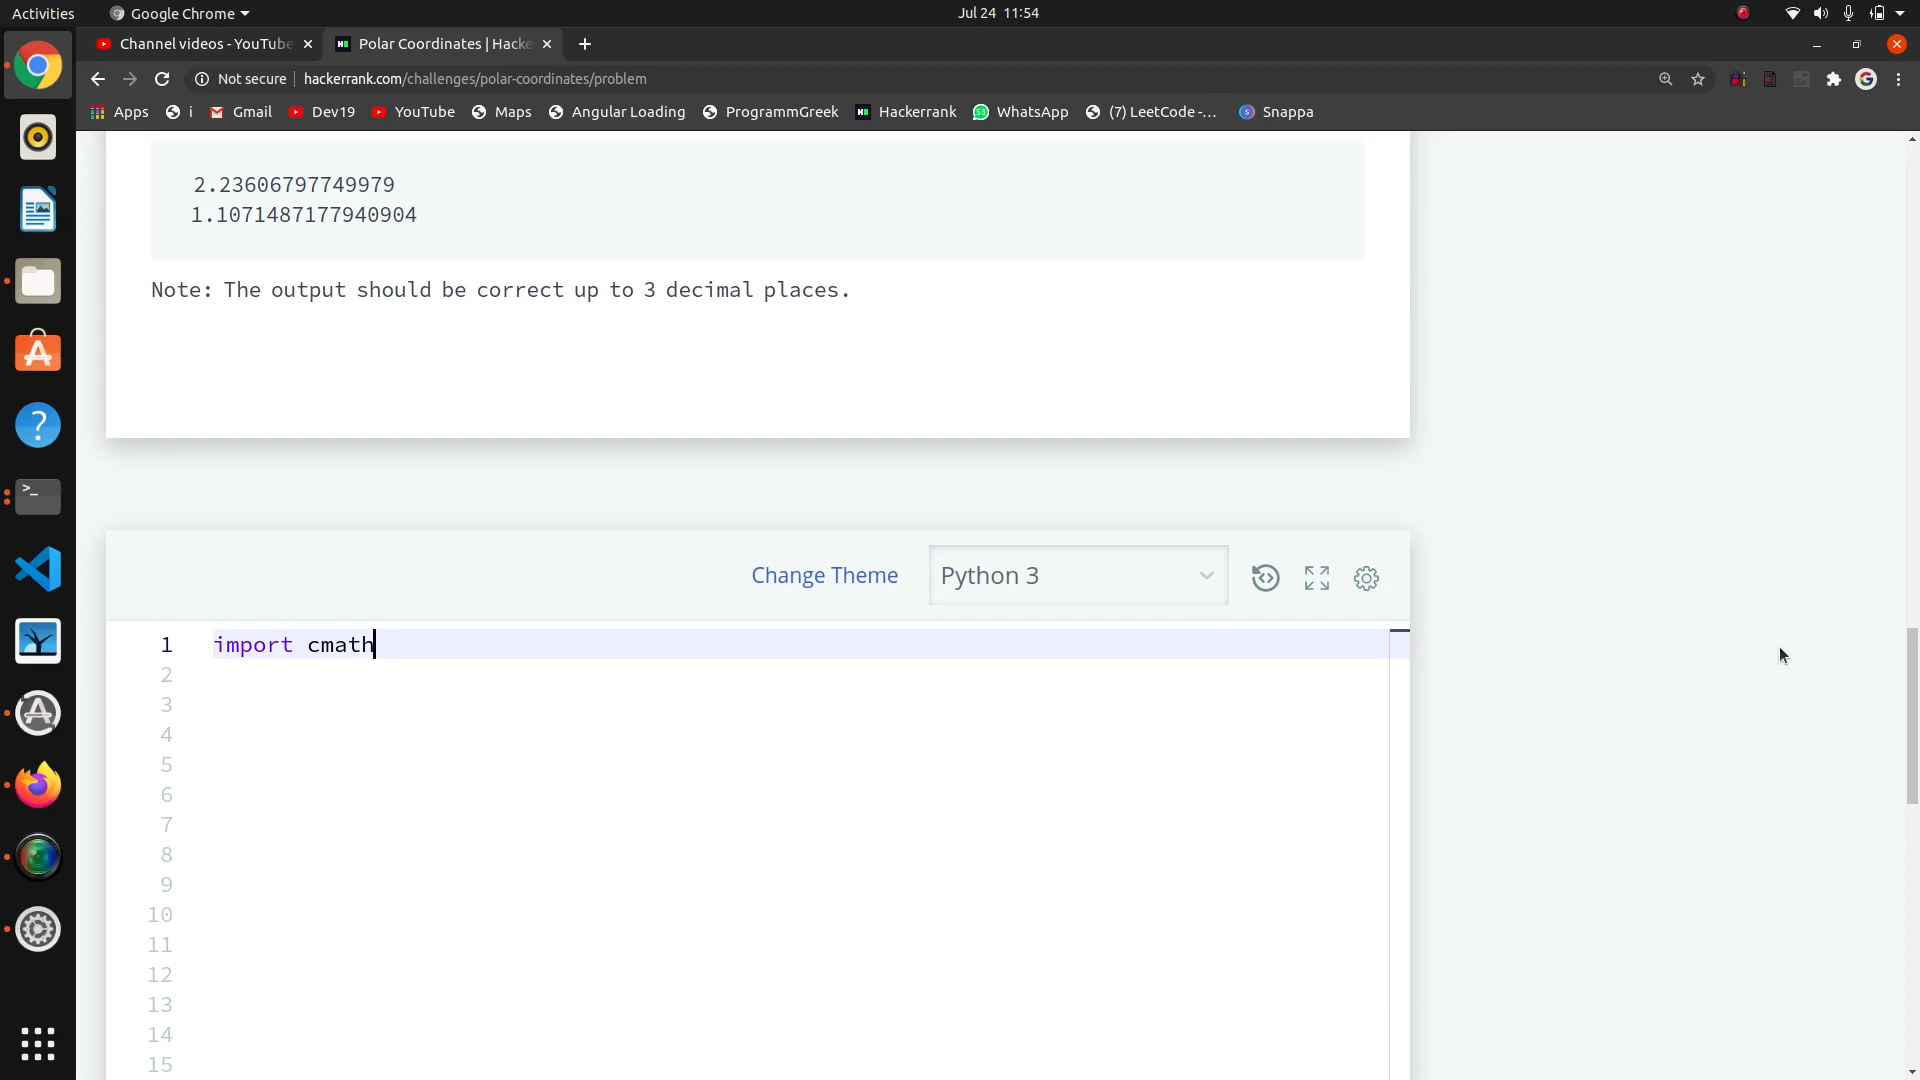 Activities
Google Chrome
Jul 24 11:54
Channel videos - YouTube
Polar Coordinates | Hacke
Not secure
hackerrank.com/challenges/polar-coordinates/problem
Apps
i
Gmail
Dev19
YouTube
Maps
Angular Loading
ProgrammGreek
Hackerrank
WhatsApp
(7) LeetCode -...
Snappa
2.23606797749979
1.1071487177940904
Note: The output should be correct up to 3 decimal places.
Change Theme
Python 3
1 import cmath
2
3
4
5
6
7
8
9
10
11
12
13
14
15